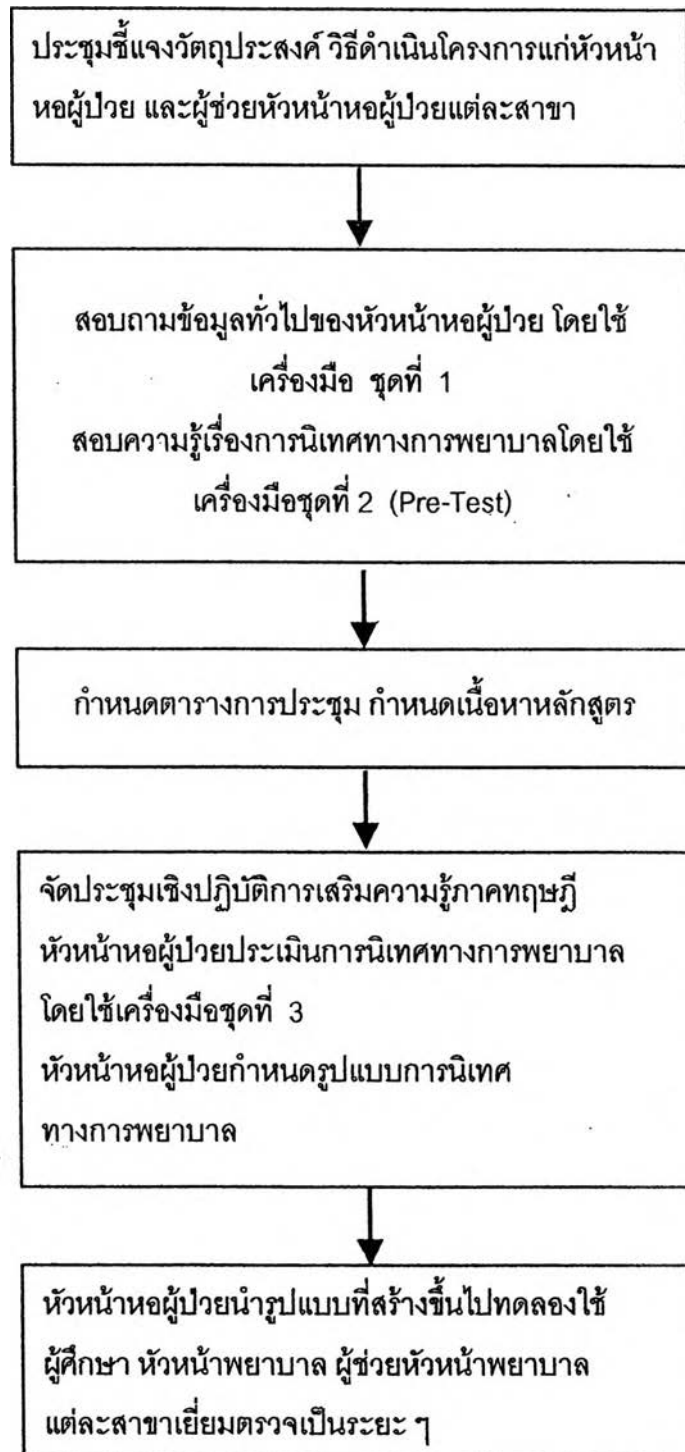 ประชุมชี้แจงวัตถุประสงค์ วิธีดำเนินโครงการแก่หัวหน้า
หอผู้ป่วย และผู้ช่วยหัวหน้าหอผู้ป่วยแต่ละสาขา
สอบถามข้อมูลทั่วไปของหัวหน้าหอผู้ป่วย โดยใช้
เครื่องมือ ชุดที่ 1
สอบความรู้เรื่องการนิเทศทางการพยาบาลโดยใช้
เครื่องมือชุดที่ 2 (Pre-Test)
กำหนดตารางการประชุม กำหนดเนื้อหาหลักสูตร
จัดประชุมเชิงปฏิบัติการเสริมความรู้ภาคทฤษฎี
หัวหน้าหอผู้ป่วยประเมินการนิเทศทางการพยาบาล
โดยใช้เครื่องมือชุดที่ 3
หัวหน้าหอผู้ป่วยกำหนดรูปแบบการนิเทศ
ทางการพยาบาล
หัวหน้าหอผู้ป่วยนำรูปแบบที่สร้างขึ้นไปทดลองใช้
ผู้ศึกษา หัวหน้าพยาบาล ผู้ช่วยหัวหน้าพยาบาล
แต่ละสาขาเยี่ยมตรวจเป็นระยะ ๆ